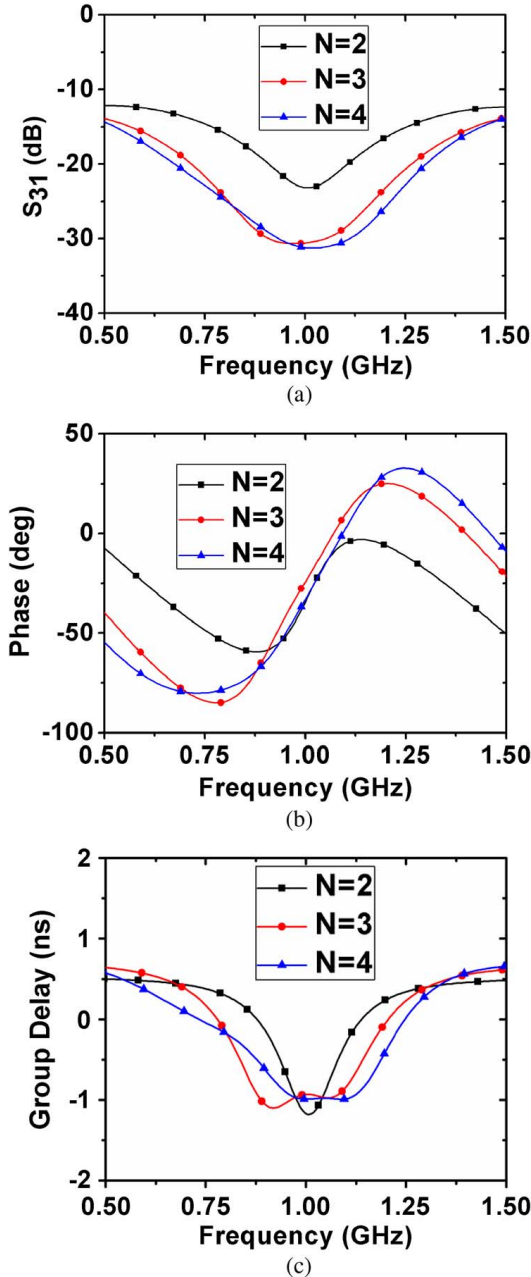 0
-10
-20
-30
-40
S31 (dB)
N=2
N=3
N=4
0.50 0.75 1.00 1.25 1.50
Frequency (GHz)
(a)
50
0
-50
-100
Phase (deg)
N=2
N=3
N=4
0.50 0.75 1.00 1.25 1.50
Frequency (GHz)
(b)
2
1
0
-1
-2
Group Delay (ns)
N=2
N=3
N=4
0.50 0.75 1.00 1.25 1.50
Frequency (GHz)
(c)